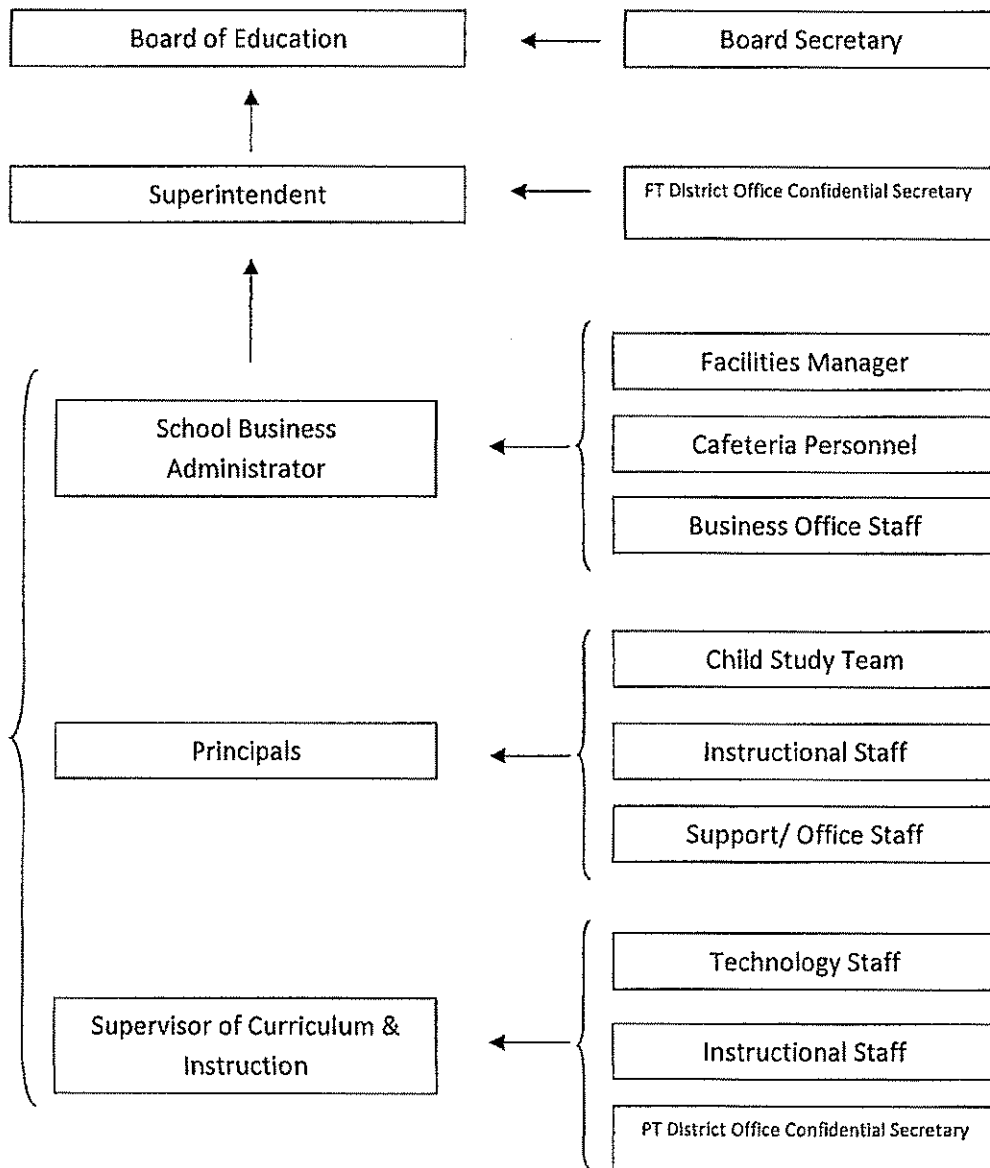 Board of Education
Board Secretary
Superintendent
FT District Office Confidential Secretary
Facilities Manager
School Business
Administrator
Cafeteria Personnel
Business Office Staff
Child Study Team
Principals
Instructional Staff
Support/ Office Staff
Technology Staff
Supervisor of Curriculum &
Instruction
Instructional Staff
PT District Office Confidential Secretary